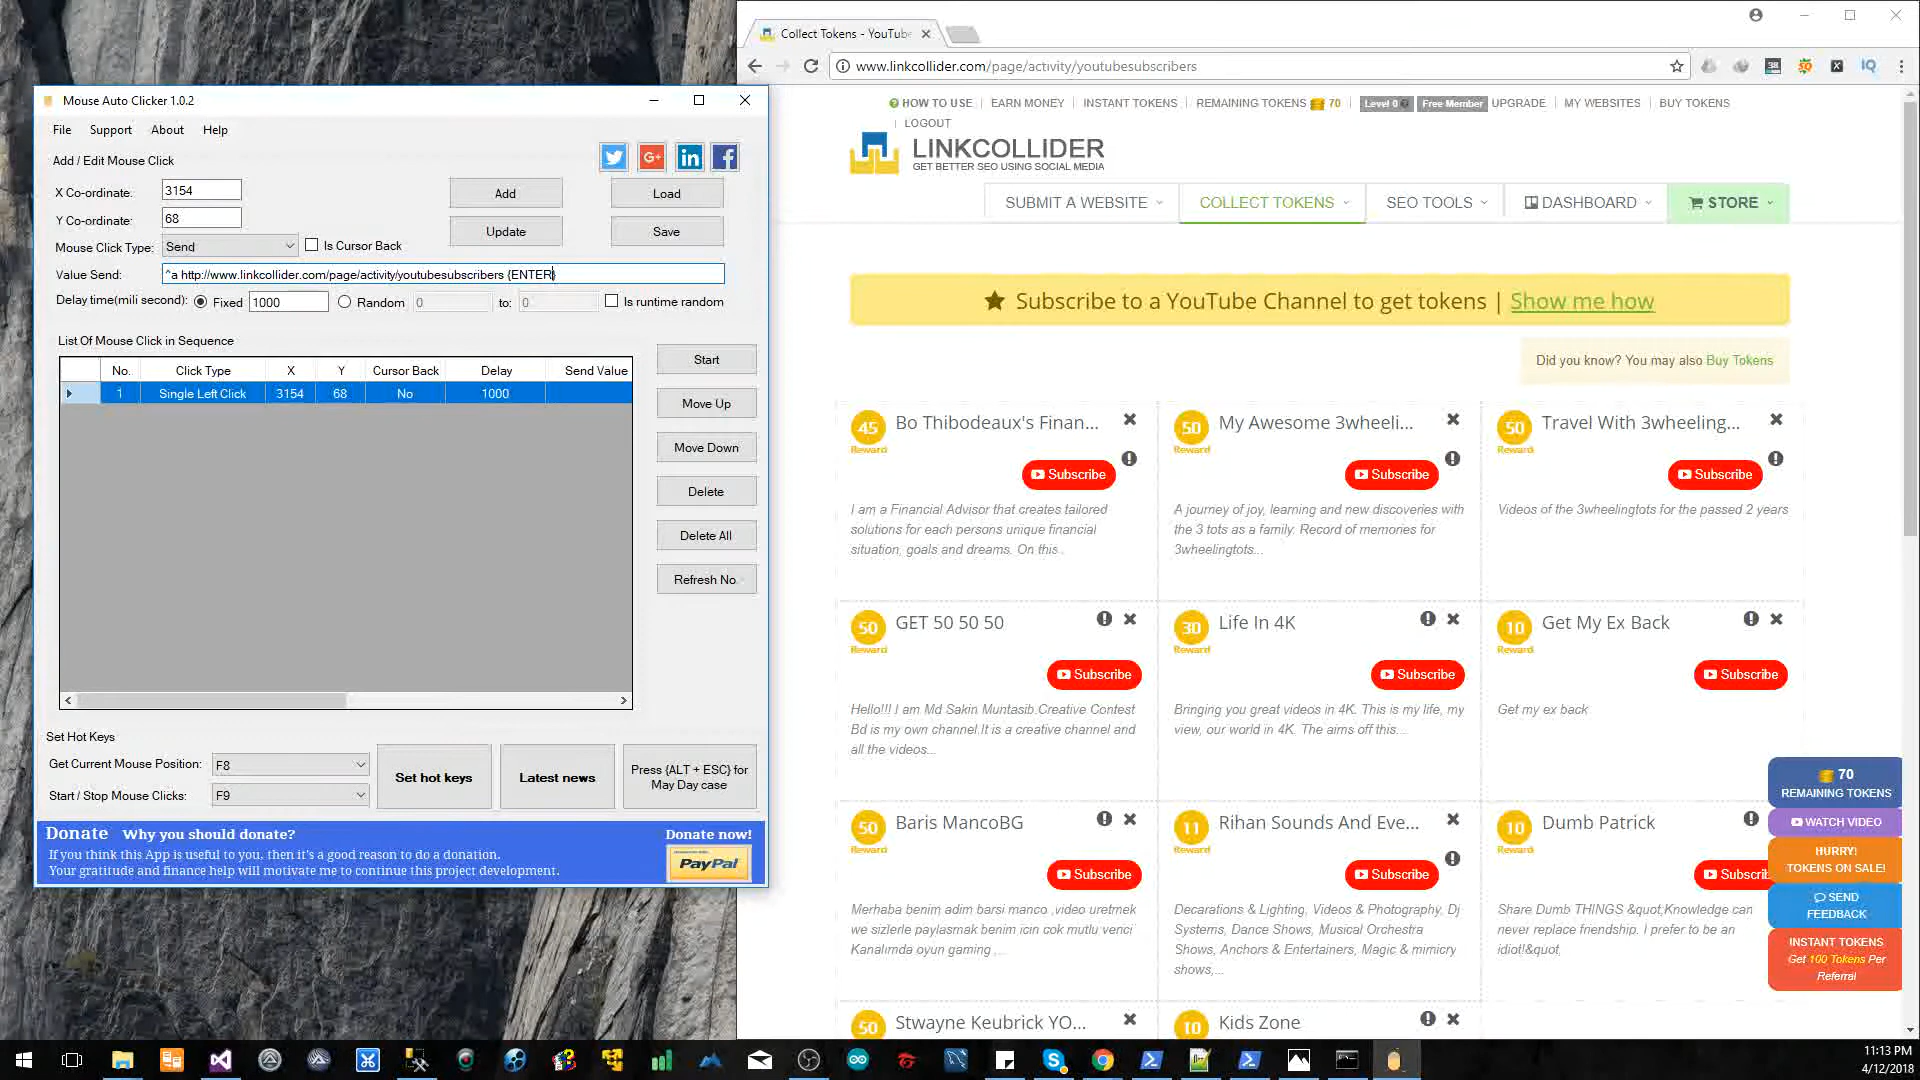 Mouse Auto Clicker 1.0.2
File Support About Help
Add / Edit Mouse Click
X Co-ordinate: 3154
Y Co-ordinate: 68
Mouse Click Type: Send Is Cursor Back
Add Load
Update Save
Value Send: ^a http://www.linkcollider.com/page/activity/youtubesubscribers {ENTER}
Delay time(mili second): Fixed 1000 Random 0 to: 0 Is runtime random
List Of Mouse Click in Sequence
No. Click Type X Y Cursor Back Delay Send Value
1 Single Left Click 3154 68 No 1000
Start
Move Up
Move Down
Delete
Delete All
Refresh No.
Set Hot Keys
Get Current Mouse Position: F8
Start / Stop Mouse Clicks: F9
Set hot keys
Latest news
Press {ALT + ESC} for
May Day case
Donate Why you should donate? Donate now!
If you think this App is useful to you, then it's a good reason to do a donation.
Your gratitude and finance help will motivate me to continue this project development.
PayPal
Collect Tokens - YouTube
www.linkcollider.com/page/activity/youtubesubscribers
HOW TO USE EARN MONEY INSTANT TOKENS REMAINING TOKENS 70 Level 0 Free Member UPGRADE MY WEBSITES BUY TOKENS
LOGOUT
LINKCOLLIDER
GET BETTER SEO USING SOCIAL MEDIA
SUBMIT A WEBSITE COLLECT TOKENS SEO TOOLS DASHBOARD STORE
Subscribe to a YouTube Channel to get tokens | Show me how
Did you know? You may also Buy Tokens
45 Reward Bo Thibodeaux's Finan...
Subscribe
I am a Financial Advisor that creates tailored
solutions for each persons unique financial
situation, goals and dreams. On this .
50 Reward My Awesome 3wheeli...
Subscribe
A journey of joy, learning and new discoveries with
the 3 tots as a family. Record of memories for
3wheelingtots...
50 Reward Travel With 3wheeling...
Subscribe
Videos of the 3wheelingtots for the passed 2 years
50 Reward GET 50 50 50
Subscribe
Hello!!! I am Md Sakin Muntasib.Creative Contest
Bd is my own channel.It is a creative channel and
all the videos...
30 Reward Life In 4K
Subscribe
Bringing you great videos in 4K. This is my life, my
view, our world in 4K. The aims off this...
10 Reward Get My Ex Back
Subscribe
Get my ex back
50 Reward Baris MancoBG
Subscribe
Merhaba benim adim barsi manco ,video uretmek
we sizlerle paylasmak benim icin cok mutlu venci
Kanalımda oyun gaming ,...
11 Reward Rihan Sounds And Eve...
Subscribe
Decarations & Lighting, Videos & Photography, Dj
Systems, Dance Shows, Musical Orchestra
Shows, Anchors & Entertainers, Magic & mimicry
shows,...
10 Reward Dumb Patrick
Subscrib
Share Dumb THINGS &quot,Knowledge can
never replace friendship. I prefer to be an
idiot!&quot,
50 Stwayne Keubrick YO...
10 Kids Zone
70
REMAINING TOKENS
WATCH VIDEO
HURRY!
TOKENS ON SALE!
SEND
FEEDBACK
INSTANT TOKENS
Get 100 Tokens Per
Referral
11:13 PM
4/12/2018